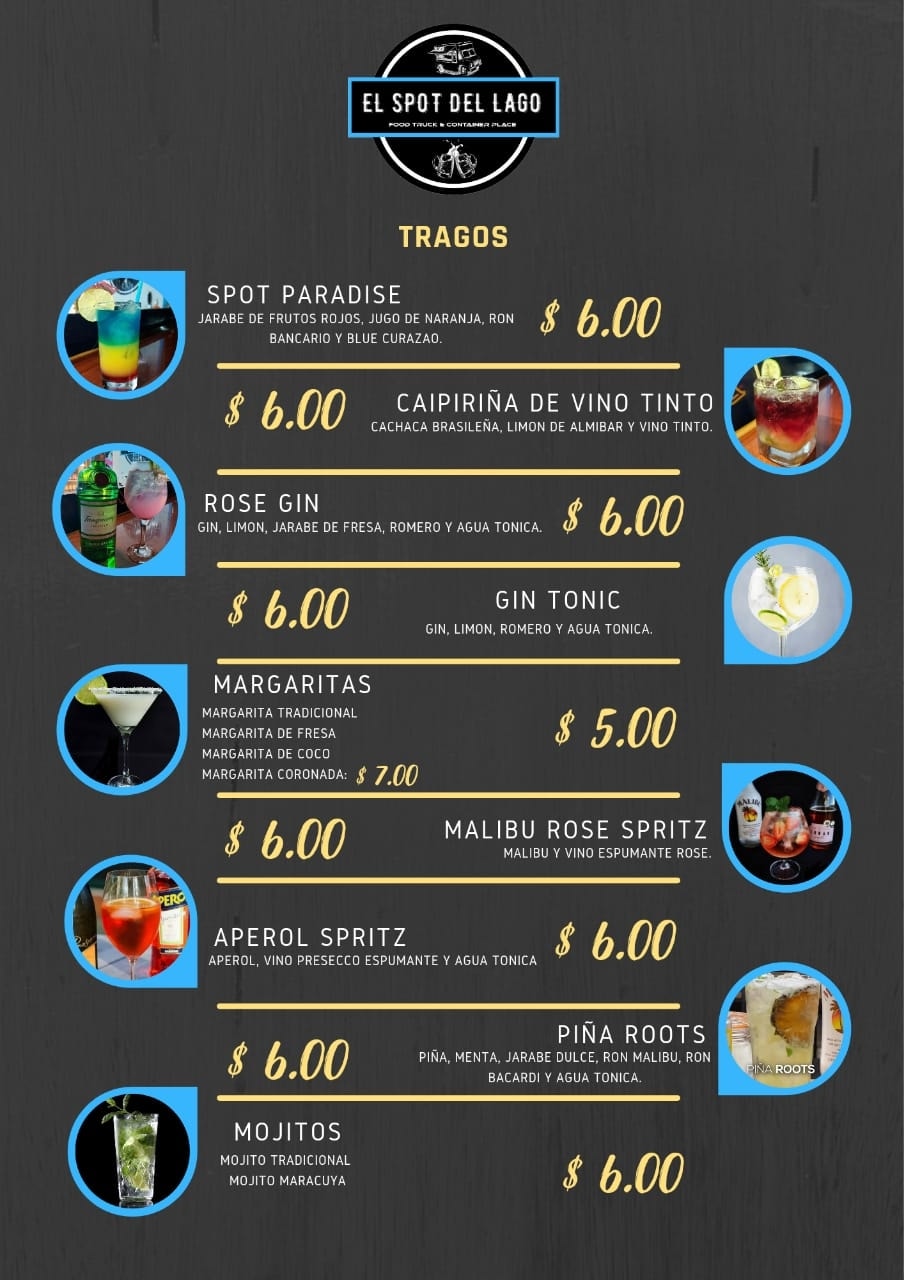 EL SPOT DEL LAGO
FOOD TRUCK & CONTAINER PLACE
TRAGOS
SPOT PARADISE
JARABE DE FRUTOS ROJOS, JUGO DE NARANJA, RON
BANCARIO Y BLUE CURAZAO.
$ 6.00
$ 6.00
CAIPIRIÑA DE VINO TINTO
CACHACA BRASILEÑA, LIMON DE ALMIBAR Y VINO TINTO.
ROSE GIN
GIN, LIMON, JARABE DE FRESA, ROMERO Y AGUA TONICA.
$ 6.00
Tanqueray
$ 6.00
GIN TONIC
GIN, LIMON, ROMERO Y AGUA TONICA.
MARGARITAS
MARGARITA TRADICIONAL
MARGARITA DE FRESA
MARGARITA DE COCO
MARGARITA CORONADA: $ 7.00
$ 5.00
$ 6.00
MALIBU ROSE SPRITZ
MALIBU Y VINO ESPUMANTE ROSE.
MALIBU
APEROL SPRITZ
APEROL, VINO PRESECCO ESPUMANTE Y AGUA TONICA
$ 6.00
PERO
$ 6.00
PIÑA ROOTS
PIÑA, MENTA, JARABE DULCE, RON MALIBU, RON
BACARDI Y AGUA TONICA.
PIÑA ROOTS
MOJITOS
MOJITO TRADICIONAL
MOJITO MARACUYA
$ 6.00